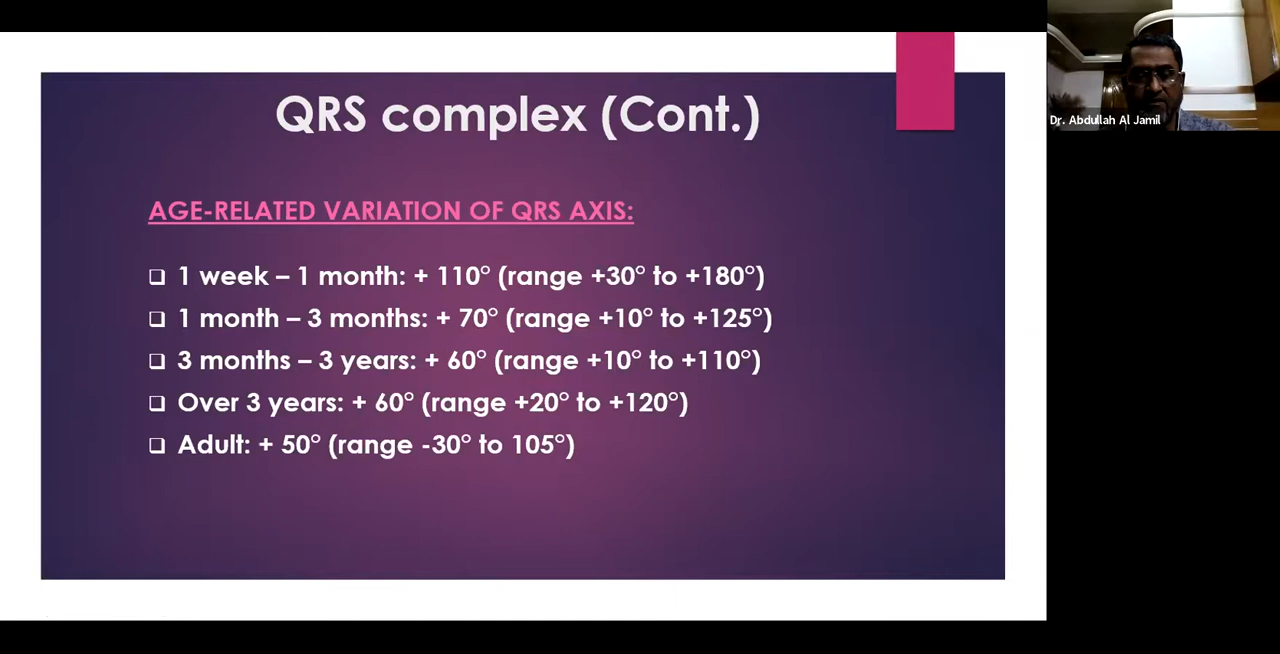 QRS complex (Cont.)
AGE-RELATED VARIATION OF QRS AXIS:
1 week – 1 month: + 110° (range +30° to +180°)
1 month – 3 months: + 70° (range +10° to +125°)
3 months – 3 years: + 60° (range +10° to +110°)
Over 3 years: + 60° (range +20° to +120°)
Adult: + 50° (range -30° to 105°)
Dr. Abdullah Al Jamil